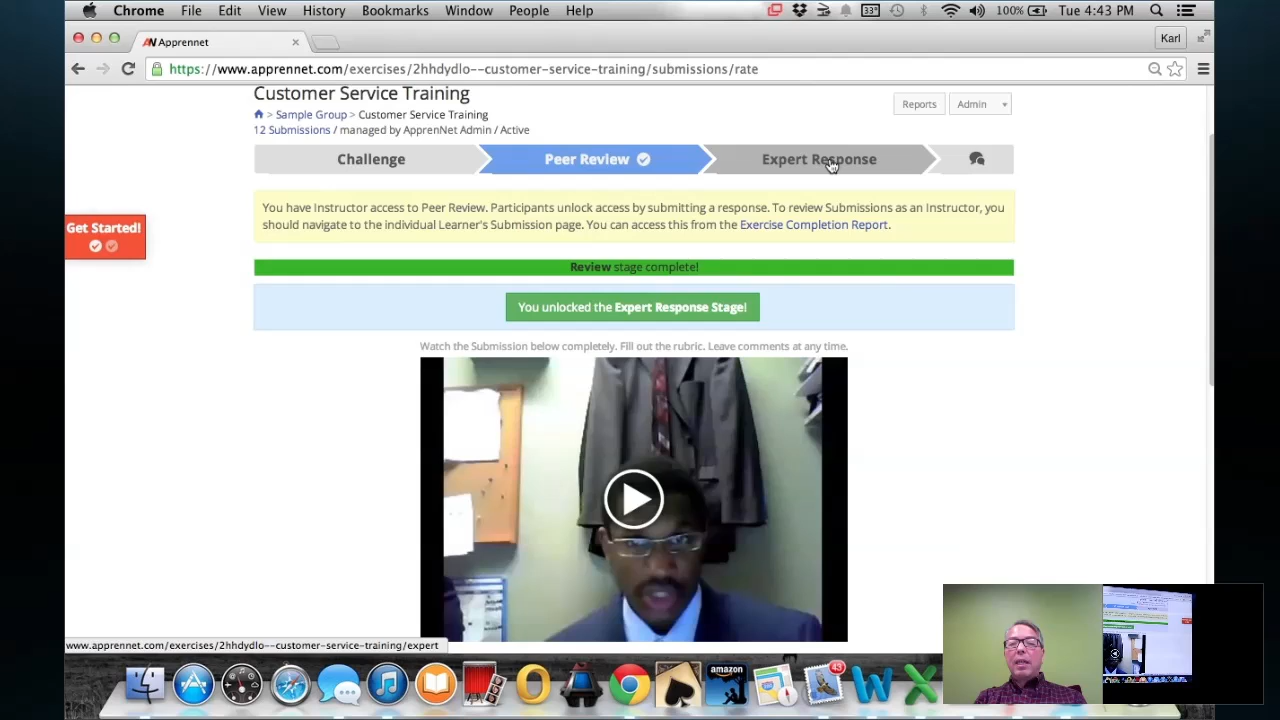 Chrome File Edit View History Bookmarks Window People Help 33° 100% Tue 4:43 PM
Apprennet
Karl
https://www.apprennet.com/exercises/2hhdydlo--customer-service-training/submissions/rate
Customer Service Training
> Sample Group > Customer Service Training
12 Submissions / managed by ApprenNet Admin / Active
Reports
Admin
Challenge
Peer Review
Expert Response
Get Started!
You have Instructor access to Peer Review. Participants unlock access by submitting a response. To review Submissions as an Instructor, you
should navigate to the individual Learner's Submission page. You can access this from the Exercise Completion Report.
Review stage complete!
You unlocked the Expert Response Stage!
Watch the Submission below completely. Fill out the rubric. Leave comments at any time.
www.apprennet.com/exercises/2hhdydlo--customer-service-training/expert
amazon
43